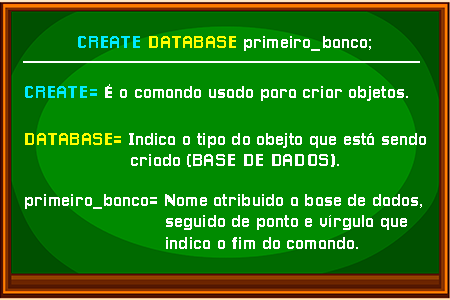 CREATE DATABASE primeiro_banco;
CREATE= É o comando usado para criar objetos.
DATABASE= Indica o tipo do obejto que está sendo
criado (BASE DE DADOS).
primeiro_banco= Nome atribuido a base de dados,
seguido de ponto e vírgula que
indica o fim do comando.